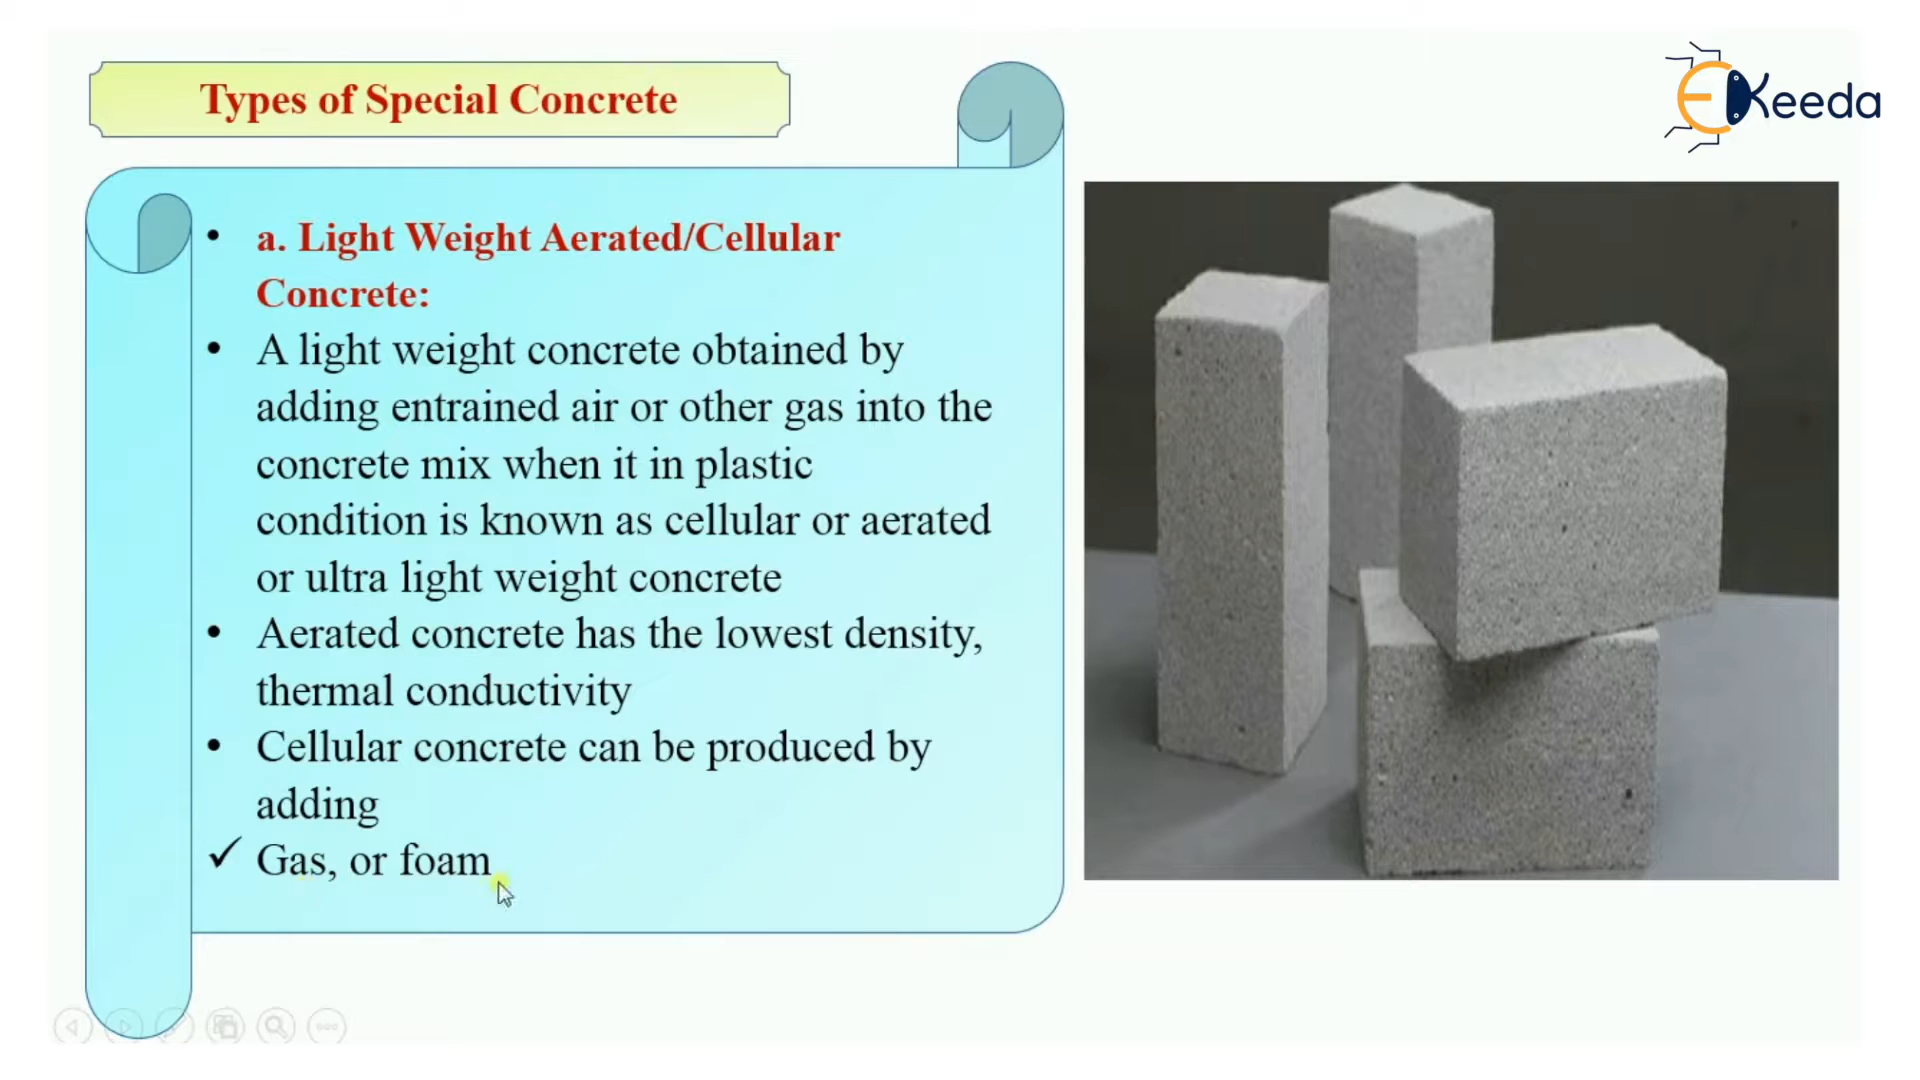 Types of Special Concrete
EKeeda
• a. Light Weight Aerated/Cellular
Concrete:
• A light weight concrete obtained by
adding entrained air or other gas into the
concrete mix when it in plastic
condition is known as cellular or aerated
or ultra light weight concrete
• Aerated concrete has the lowest density,
thermal conductivity
• Cellular concrete can be produced by
adding
✓ Gas, or foam